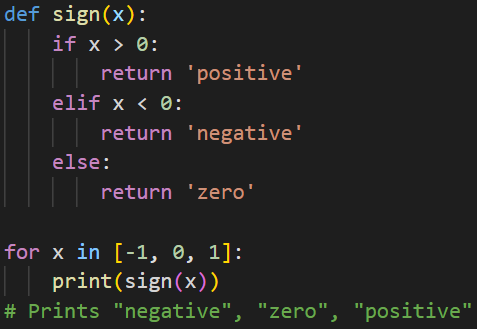 def sign(x):
    if x > 0:
        return 'positive'
    elif x < 0:
        return 'negative'
    else:
        return 'zero'

for x in [-1, 0, 1]:
    print(sign(x))
# Prints "negative", "zero", "positive"